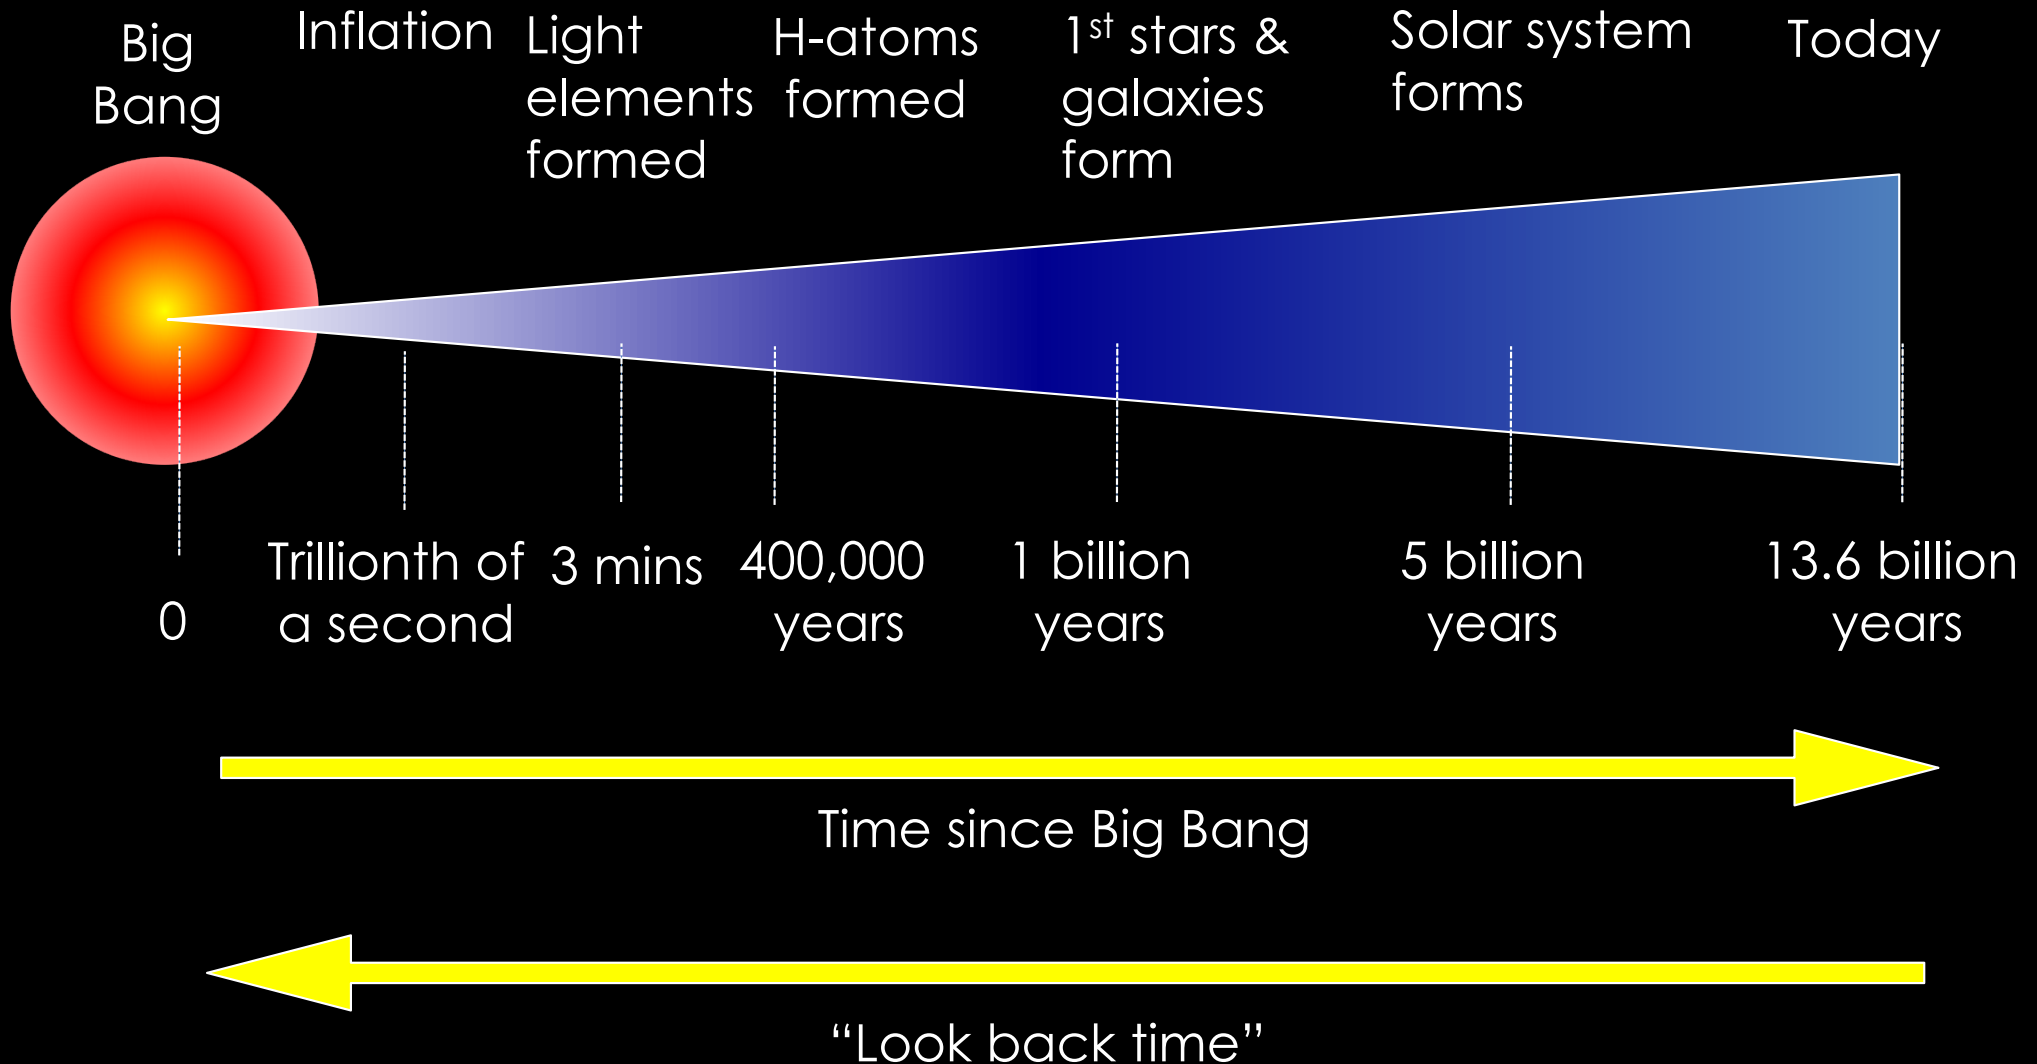 Big
Bang
Inflation
Light
elements
formed
H-atoms
formed
1st stars &
galaxies
form
Solar system
forms
Today
0
Trillionth of
a second
3 mins
400,000
years
1 billion
years
5 billion
years
13.6 billion
years
Time since Big Bang
“Look back time”